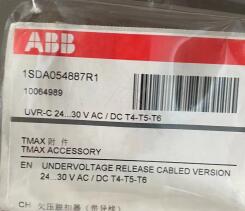 ABB
1SDA054887R1
10064989
UVR-C 24...30 V AC / DC T4-T5-T6
TMAX 附 件
TMAX ACCESSORY
EN UNDERVOLTAGE RELEASE CABLED VERSION
24...30 V AC / DC T4-T5-T6
CH 欠压脱扣器（带导线）